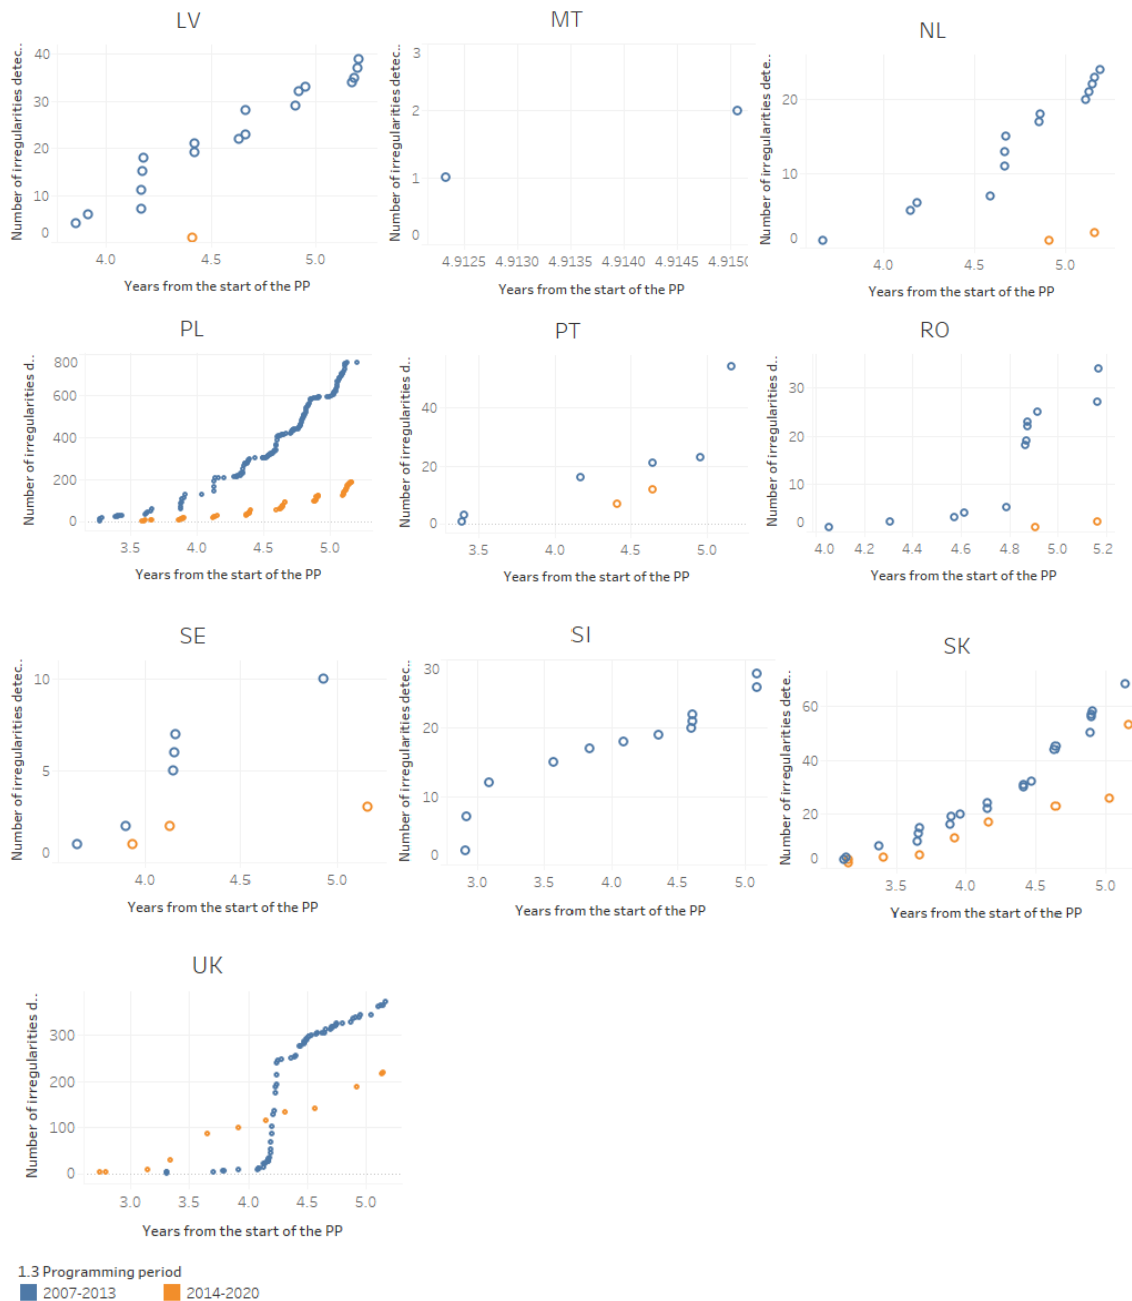 LV
Number of irregularities detec..
40
30
20
10
0
4.0 4.5 5.0
Years from the start of the PP
MT
Number of irregularities detec..
3
2
1
0
4.9125 4.9130 4.9135 4.9140 4.9145 4.9150
Years from the start of the PP
NL
Number of irregularities dete..
20
10
0
4.0 4.5 5.0
Years from the start of the PP
PL
Number of irregularities d..
800
600
400
200
0
3.5 4.0 4.5 5.0
Years from the start of the PP
PT
Number of irregularities d..
40
20
0
3.5 4.0 4.5 5.0
Years from the start of the PP
RO
Number of irregularities d..
30
20
10
0
4.0 4.2 4.4 4.6 4.8 5.0 5.2
Years from the start of the PP
SE
Number of irregularities detec..
10
5
0
4.0 4.5 5.0
Years from the start of the PP
SI
Number of irregularities detec..
30
20
10
0
3.0 3.5 4.0 4.5 5.0
Years from the start of the PP
SK
Number of irregularities dete..
60
40
20
0
3.5 4.0 4.5 5.0
Years from the start of the PP
UK
Number of irregularities d..
300
200
100
0
3.0 3.5 4.0 4.5 5.0
Years from the start of the PP
1.3 Programming period
2007-2013 2014-2020